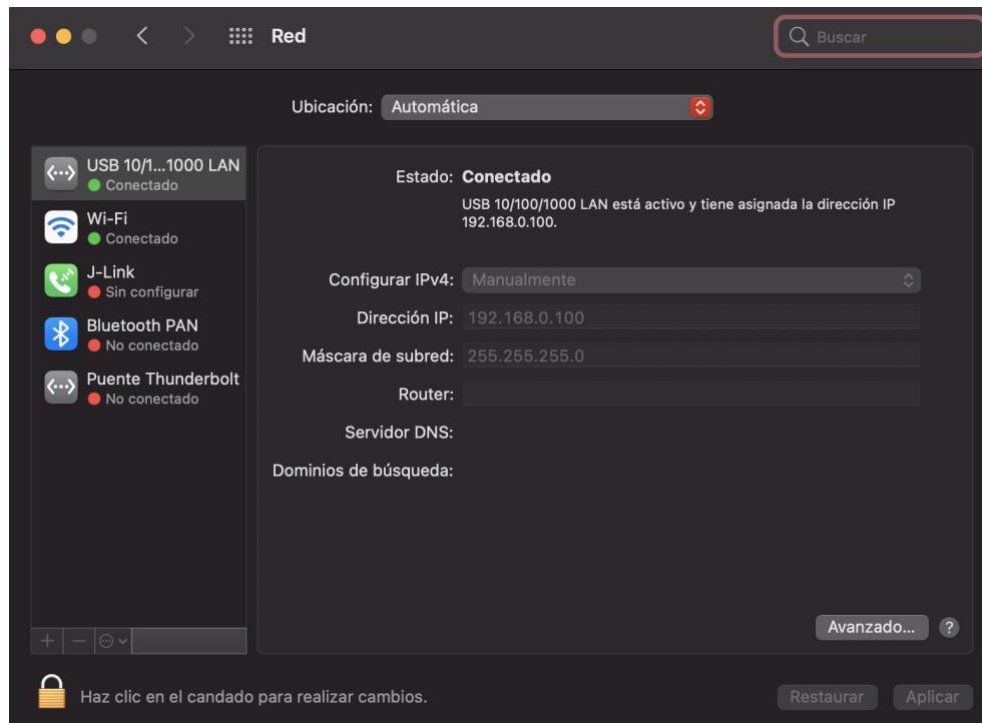 Red
Buscar
Ubicación: Automática
USB 10/1...1000 LAN
Conectado
Wi-Fi
Conectado
J-Link
Sin configurar
Bluetooth PAN
No conectado
Puente Thunderbolt
No conectado
Estado: Conectado
USB 10/100/1000 LAN está activo y tiene asignada la dirección IP
192.168.0.100.
Configurar IPv4: Manualmente
Dirección IP: 192.168.0.100
Máscara de subred: 255.255.255.0
Router:
Servidor DNS:
Dominios de búsqueda:
Avanzado... ?
Haz clic en el candado para realizar cambios.
Restaurar Aplicar